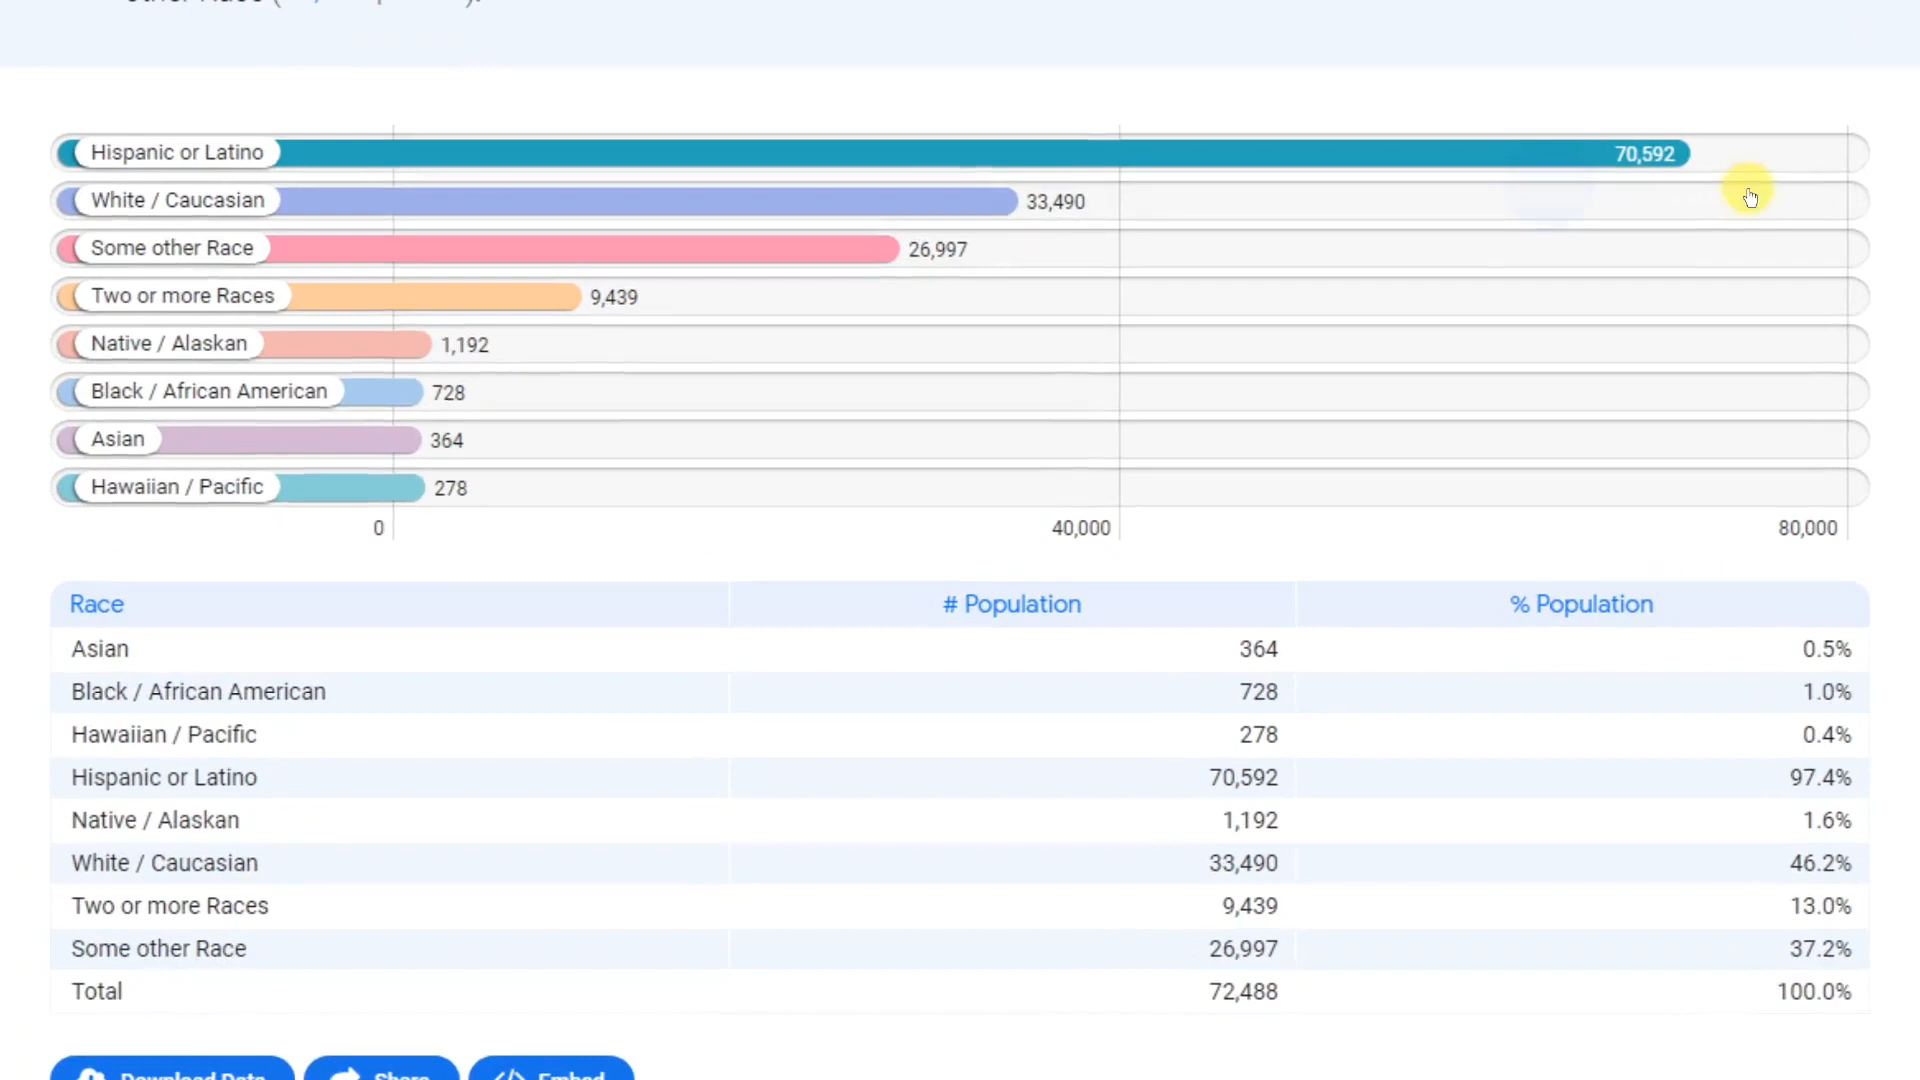 Hispanic or Latino 70,592
White / Caucasian 33,490
Some other Race 26,997
Two or more Races 9,439
Native / Alaskan 1,192
Black / African American 728
Asian 364
Hawaiian / Pacific 278
0 40,000 80,000
Race # Population % Population
Asian 364 0.5%
Black / African American 728 1.0%
Hawaiian / Pacific 278 0.4%
Hispanic or Latino 70,592 97.4%
Native / Alaskan 1,192 1.6%
White / Caucasian 33,490 46.2%
Two or more Races 9,439 13.0%
Some other Race 26,997 37.2%
Total 72,488 100.0%
Download Data Share </> Embed